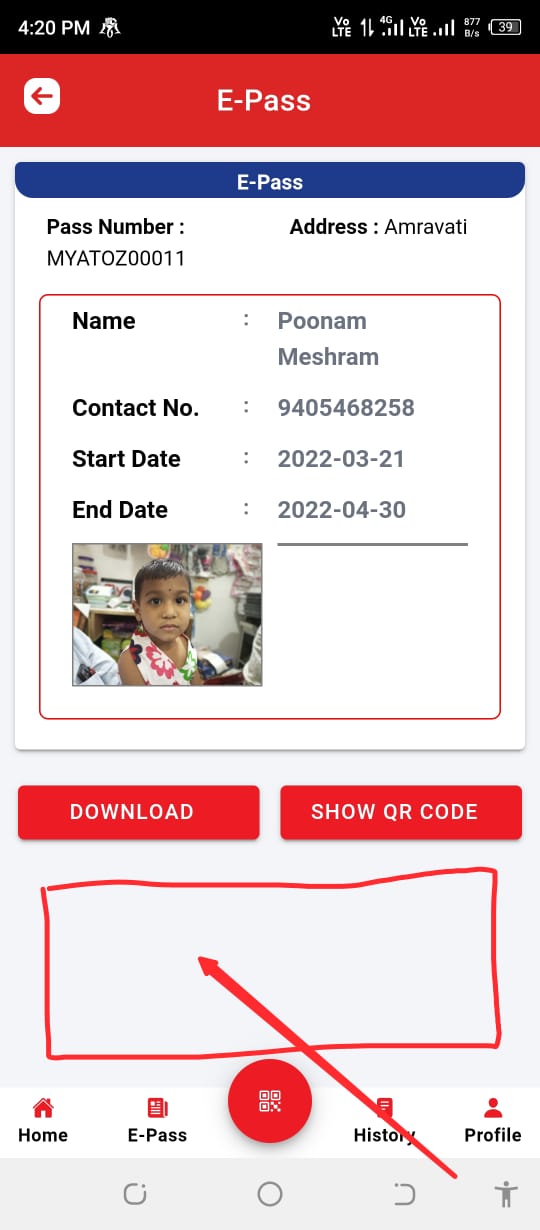 4:20 PM Vo LTE 4G Vo LTE 877 B/s 39
E-Pass
E-Pass
Pass Number : Address : Amravati
MYATOZ00011
Name : Poonam
Meshram
Contact No. : 9405468258
Start Date : 2022-03-21
End Date : 2022-04-30
DOWNLOAD SHOW QR CODE
Home E-Pass History Profile